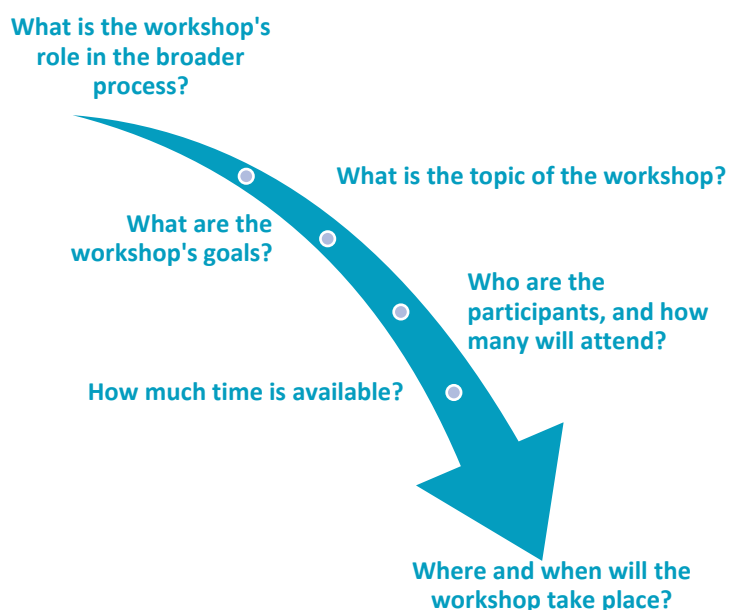 What is the workshop's
role in the broader
process?
What is the topic of the workshop?
What are the
workshop's goals?
Who are the
participants, and how
many will attend?
How much time is available?
Where and when will the
workshop take place?